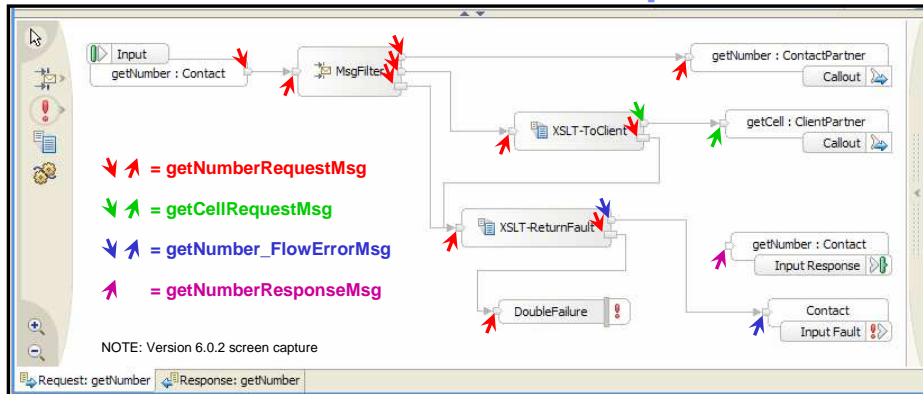 Input
getNumber : Contact
MsgFilter
getNumber : ContactPartner
Callout
XSLT-ToClient
getCell : ClientPartner
Callout
= getNumberRequestMsg
= getCellRequestMsg
= getNumber_FlowErrorMsg
= getNumberResponseMsg
XSLT-ReturnFault
getNumber : Contact
Input Response
DoubleFailure
Contact
Input Fault
NOTE: Version 6.0.2 screen capture
Request: getNumber
Response: getNumber